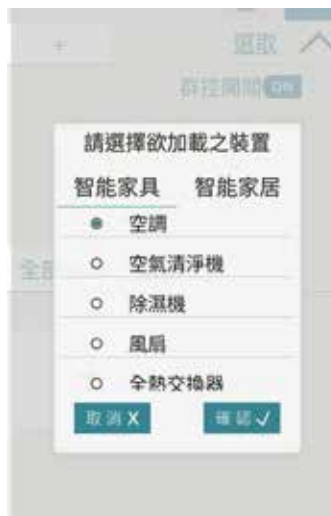 + 選取
群控開關 ON
請選擇欲加載之裝置
智能家具 智能家居
空調
空氣清淨機
除濕機
風扇
全熱交換器
取消 X 確認 ✓